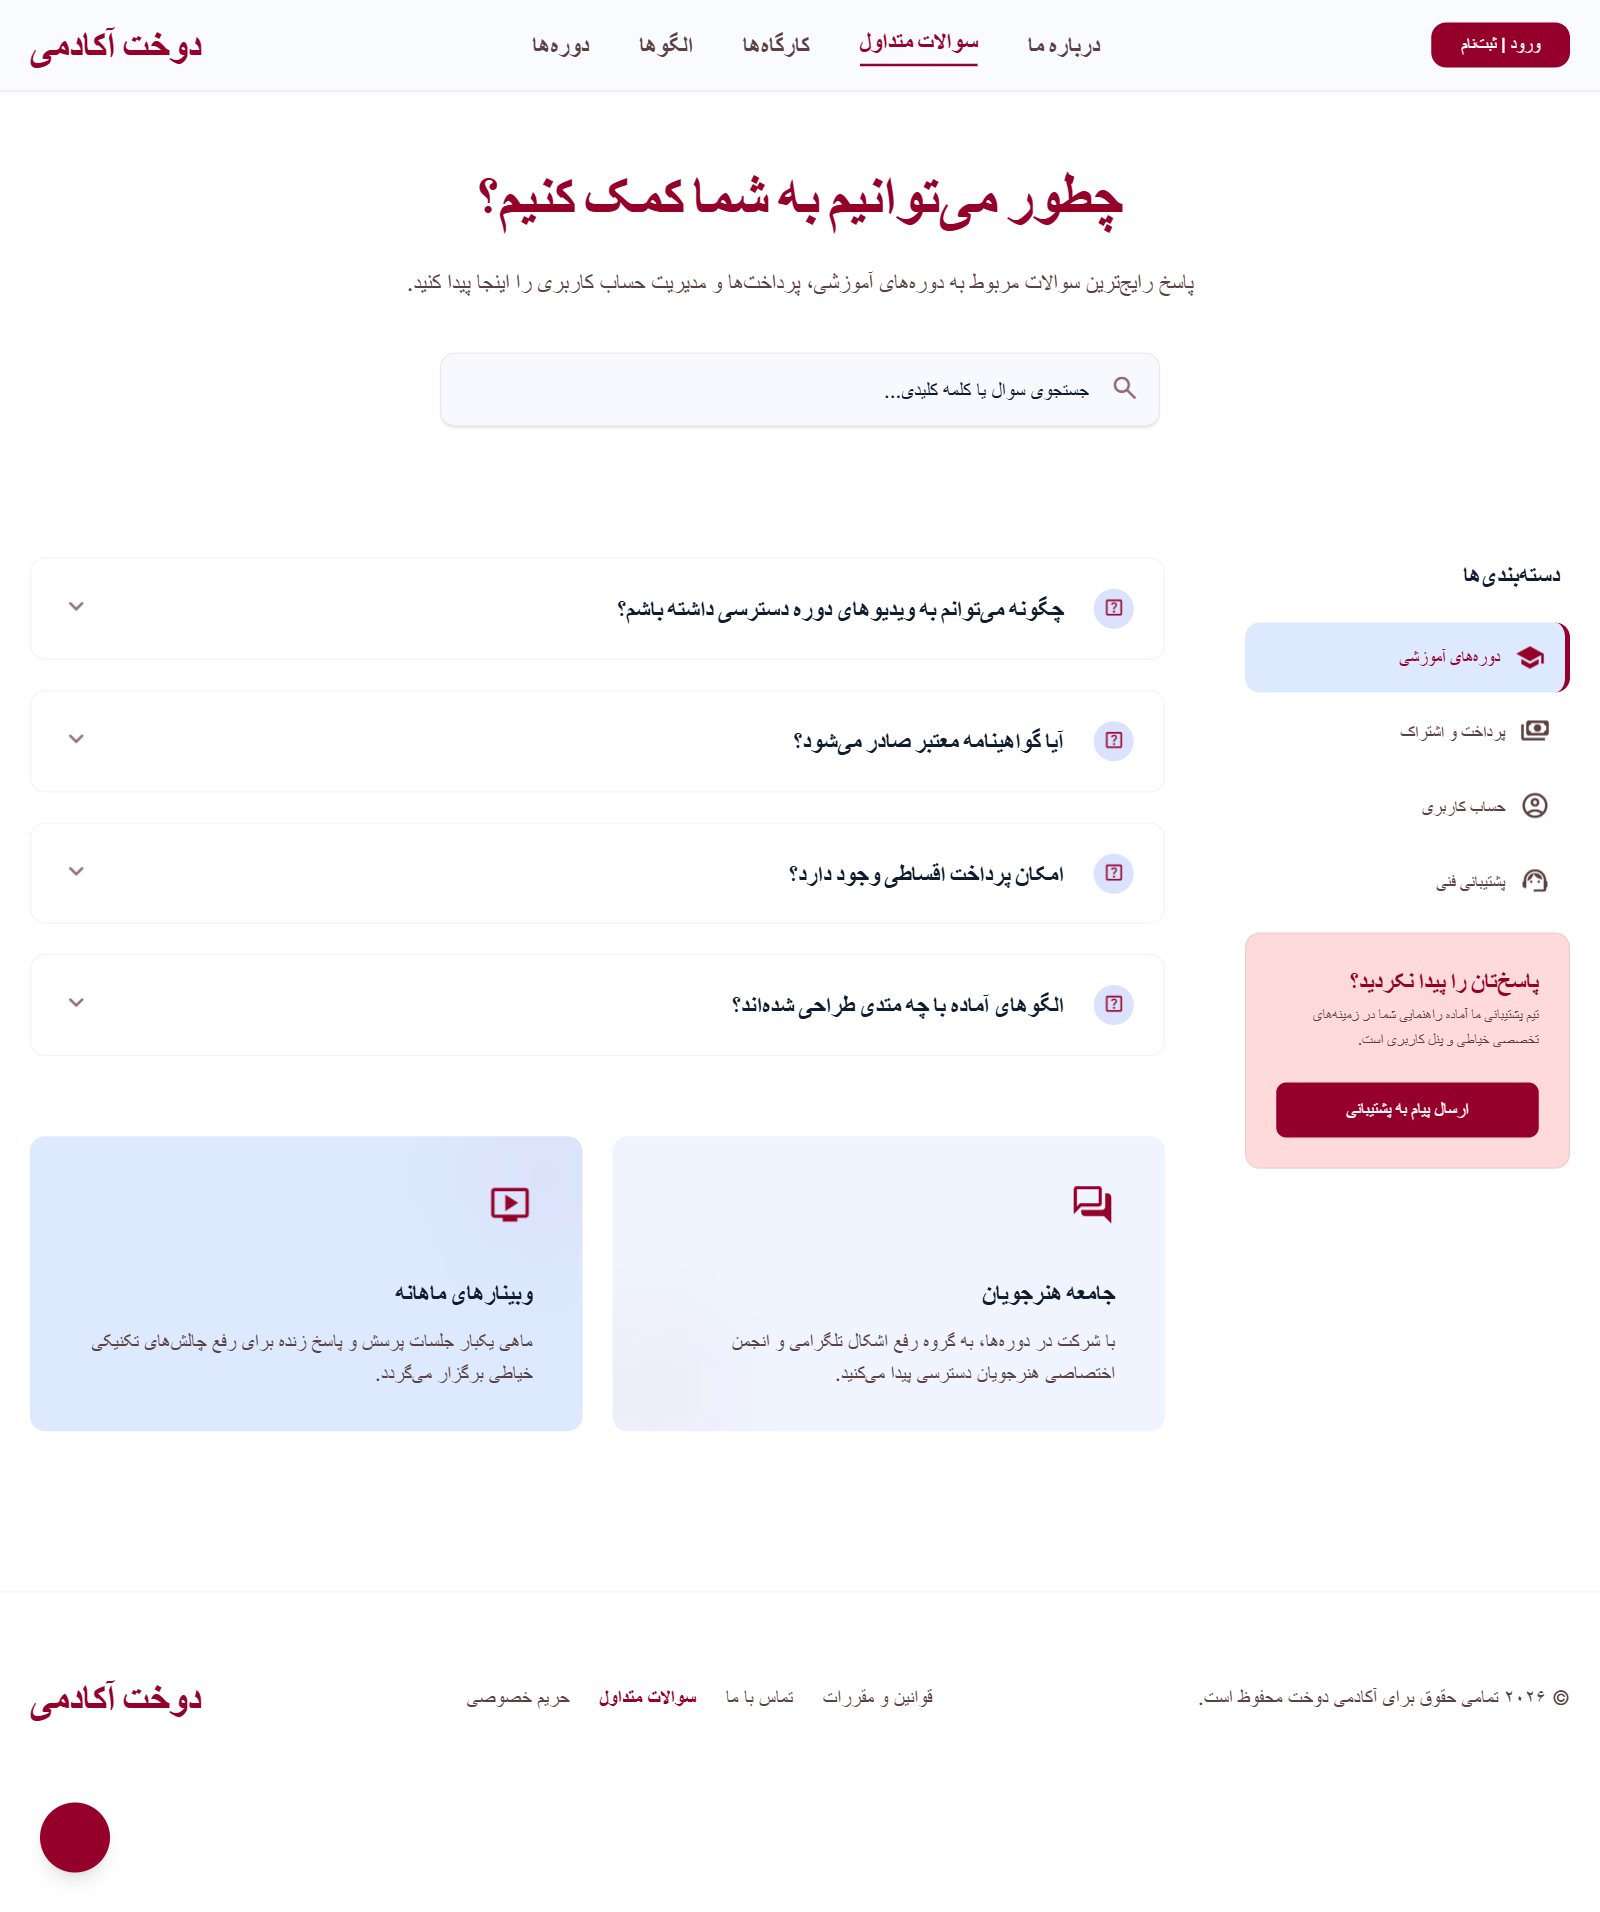 ورود | ثبت‌نام
درباره ما
سوالات متداول
کارگاه‌ها
الگوها
دوره‌ها
دوخت آکادمی
چطور می‌توانیم به شما کمک کنیم؟
پاسخ رایج‌ترین سوالات مربوط به دوره‌های آموزشی، پرداخت‌ها و مدیریت حساب کاربری را اینجا پیدا کنید.
جستجوی سوال یا کلمه کلیدی...
دسته‌بندی‌ها
دوره‌های آموزشی
پرداخت و اشتراک
حساب کاربری
پشتیبانی فنی
پاسخ‌تان را پیدا نکردید؟
تیم پشتیبانی ما آماده راهنمایی شما در زمینه‌های
تخصصی خیاطی و پنل کاربری است.
ارسال پیام به پشتیبانی
چگونه می‌توانم به ویدیوهای دوره دسترسی داشته باشم؟
آیا گواهینامه معتبر صادر می‌شود؟
امکان پرداخت اقساطی وجود دارد؟
الگوهای آماده با چه متدی طراحی شده‌اند؟
جامعه هنرجویان
با شرکت در دوره‌ها، به گروه رفع اشکال تلگرامی و انجمن
اختصاصی هنرجویان دسترسی پیدا می‌کنید.
وبینارهای ماهانه
ماهی یکبار جلسات پرسش و پاسخ زنده برای رفع چالش‌های تکنیکی
خیاطی برگزار می‌گردد.
© ۲۰۲۶ تمامی حقوق برای آکادمی دوخت محفوظ است.
قوانین و مقررات
تماس با ما
سوالات متداول
حریم خصوصی
دوخت آکادمی